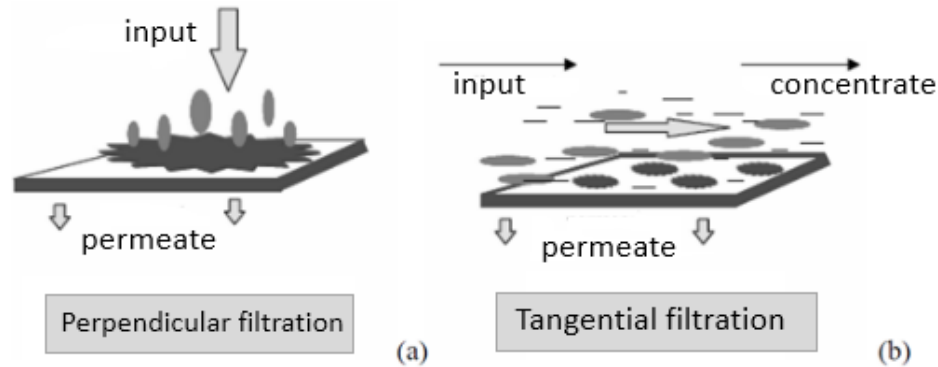 input
permeate
Perpendicular filtration
(a)
input
concentrate
permeate
Tangential filtration
(b)